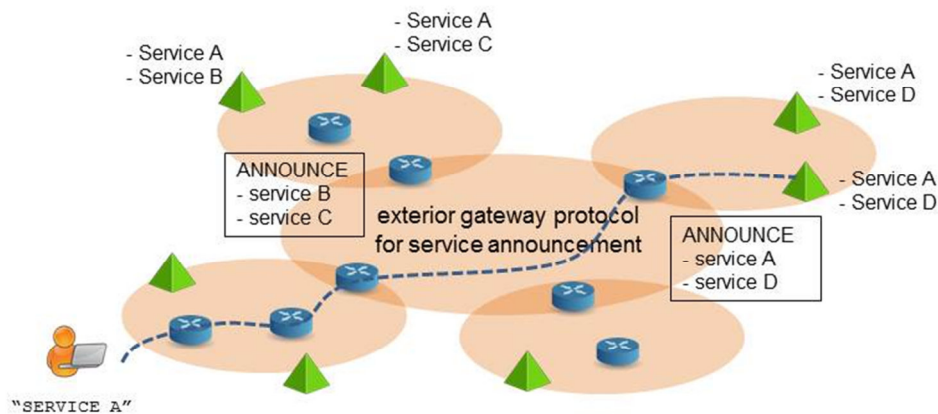 - Service A
- Service B
- Service A
- Service C
- Service A
- Service D
ANNOUNCE
- service B
- service C
exterior gateway protocol
for service announcement
- Service A
- Service D
ANNOUNCE
- service A
- service D
"SERVICE A"